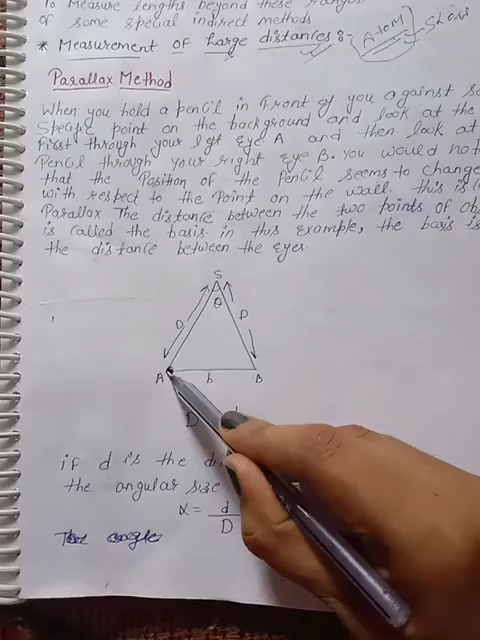 To Measure lengths beyond these ranges
of some special indirect methods
* Measurement of Large distances :- Atom
Parallax Method
When you hold a pencil in front of you against so
specific point on the background and look at the
first through your left eye A and then look at
Pencil through your right eye B. You would not
that the Position of the Pencil seems to change
with respect to the Point on the wall. this is
Parallax The distance between the two points of Ob
is called the basis. in this example, the basis is
the distance between the eyes
S
θ
D D
A b B
D
if d is the
the angular size
α = d
D